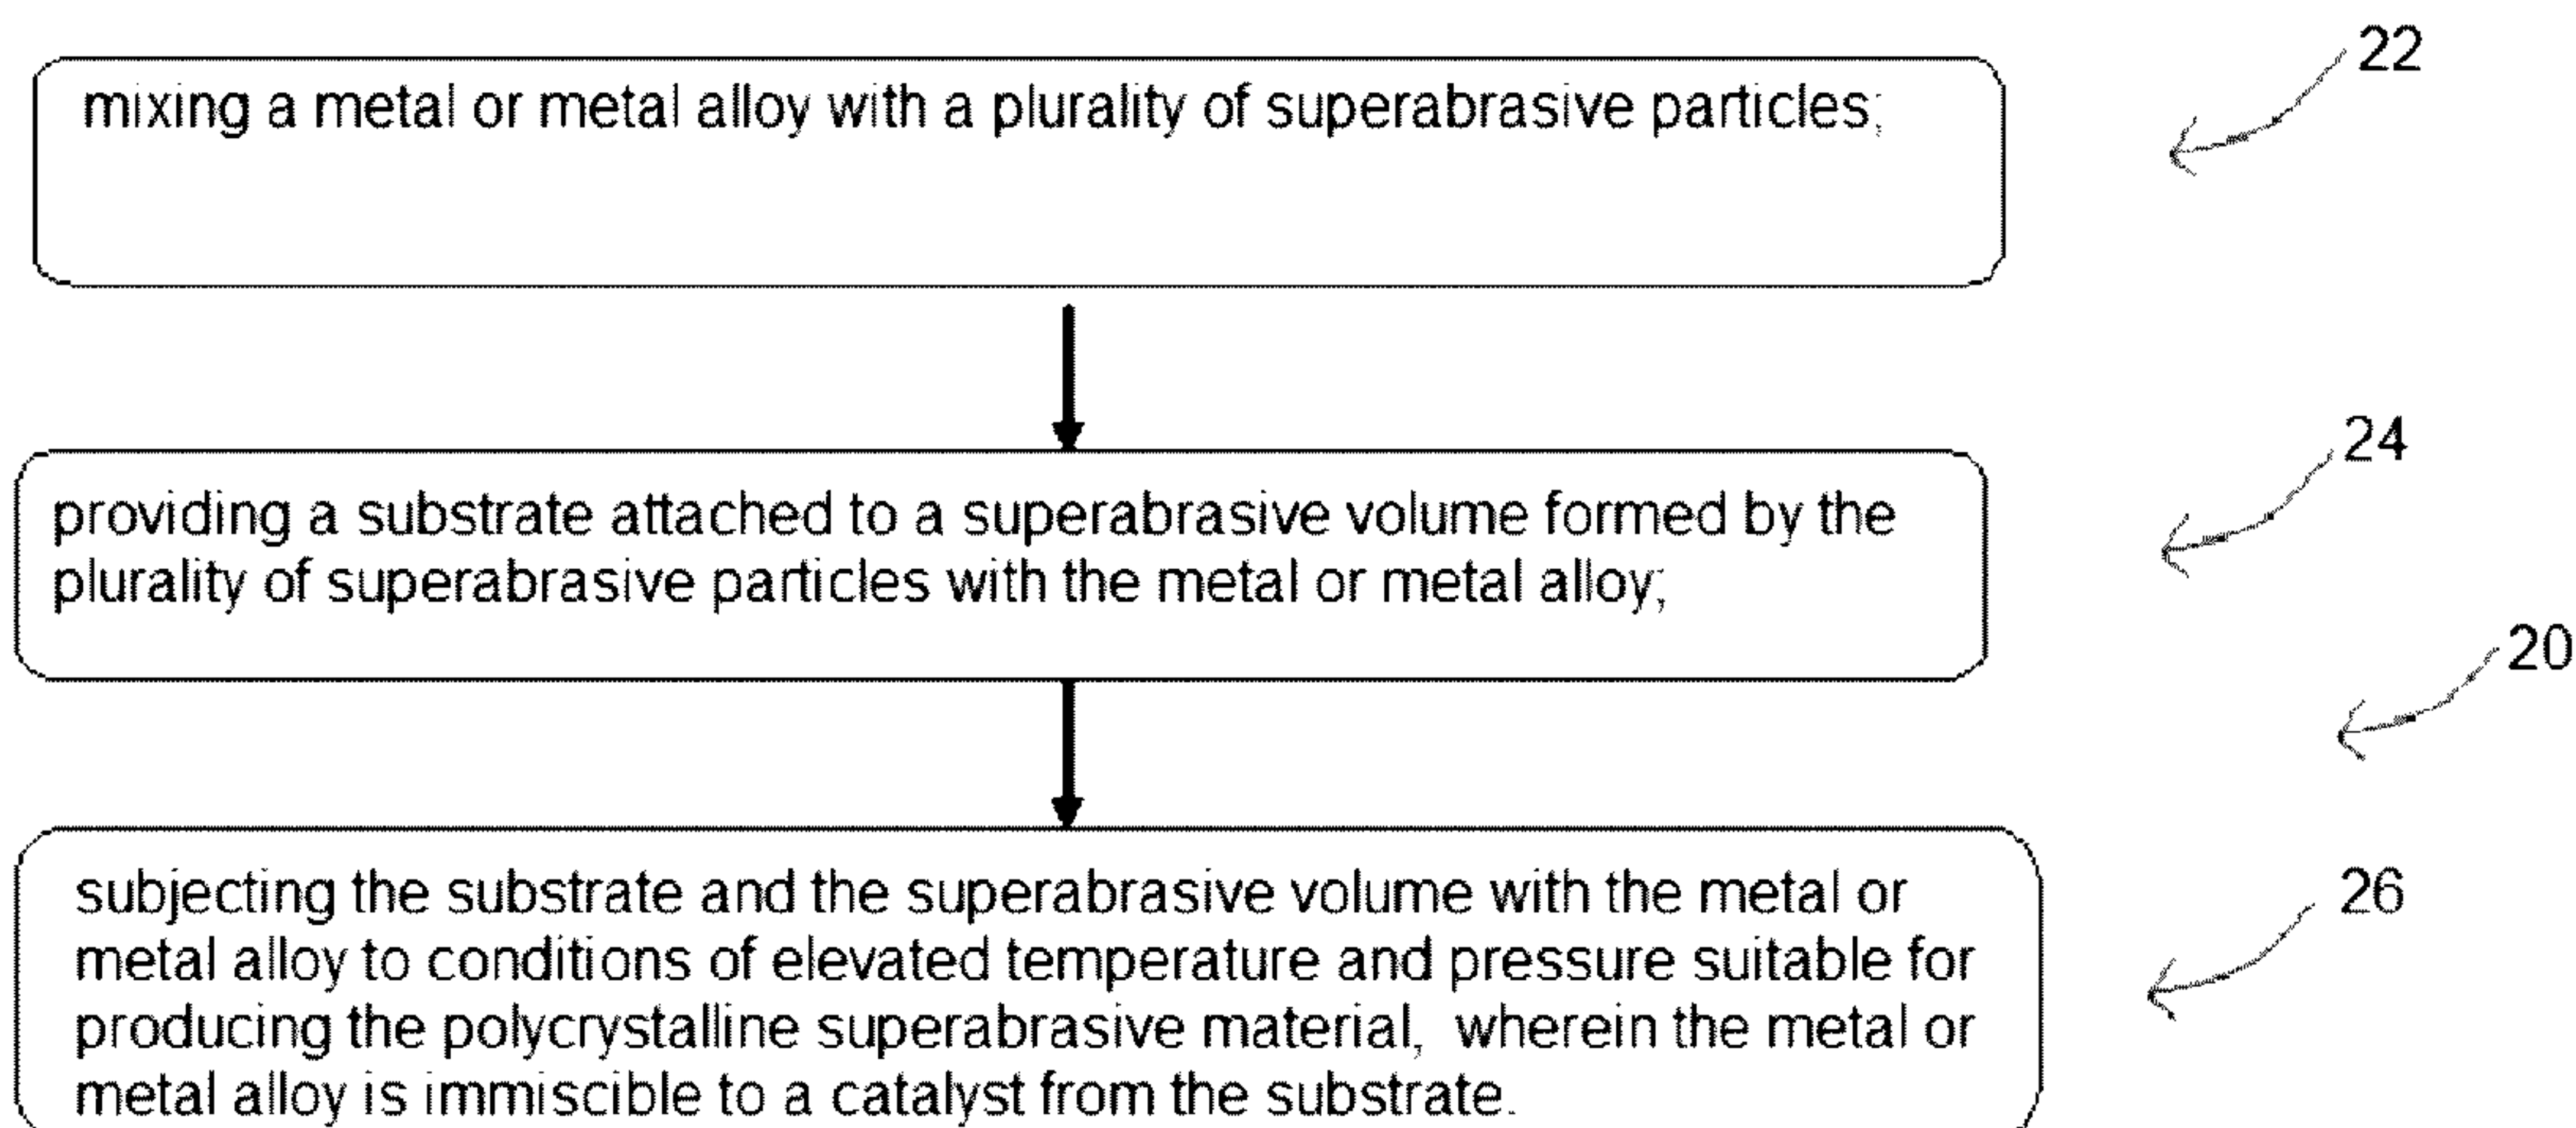 22
mixing a metal or metal alloy with a plurality of superabrasive particles;
24
providing a substrate attached to a superabrasive volume formed by the
plurality of superabrasive particles with the metal or metal alloy;
20
26
subjecting the substrate and the superabrasive volume with the metal or
metal alloy to conditions of elevated temperature and pressure suitable for
producing the polycrystalline superabrasive material, wherein the metal or
metal alloy is immiscible to a catalyst from the substrate.